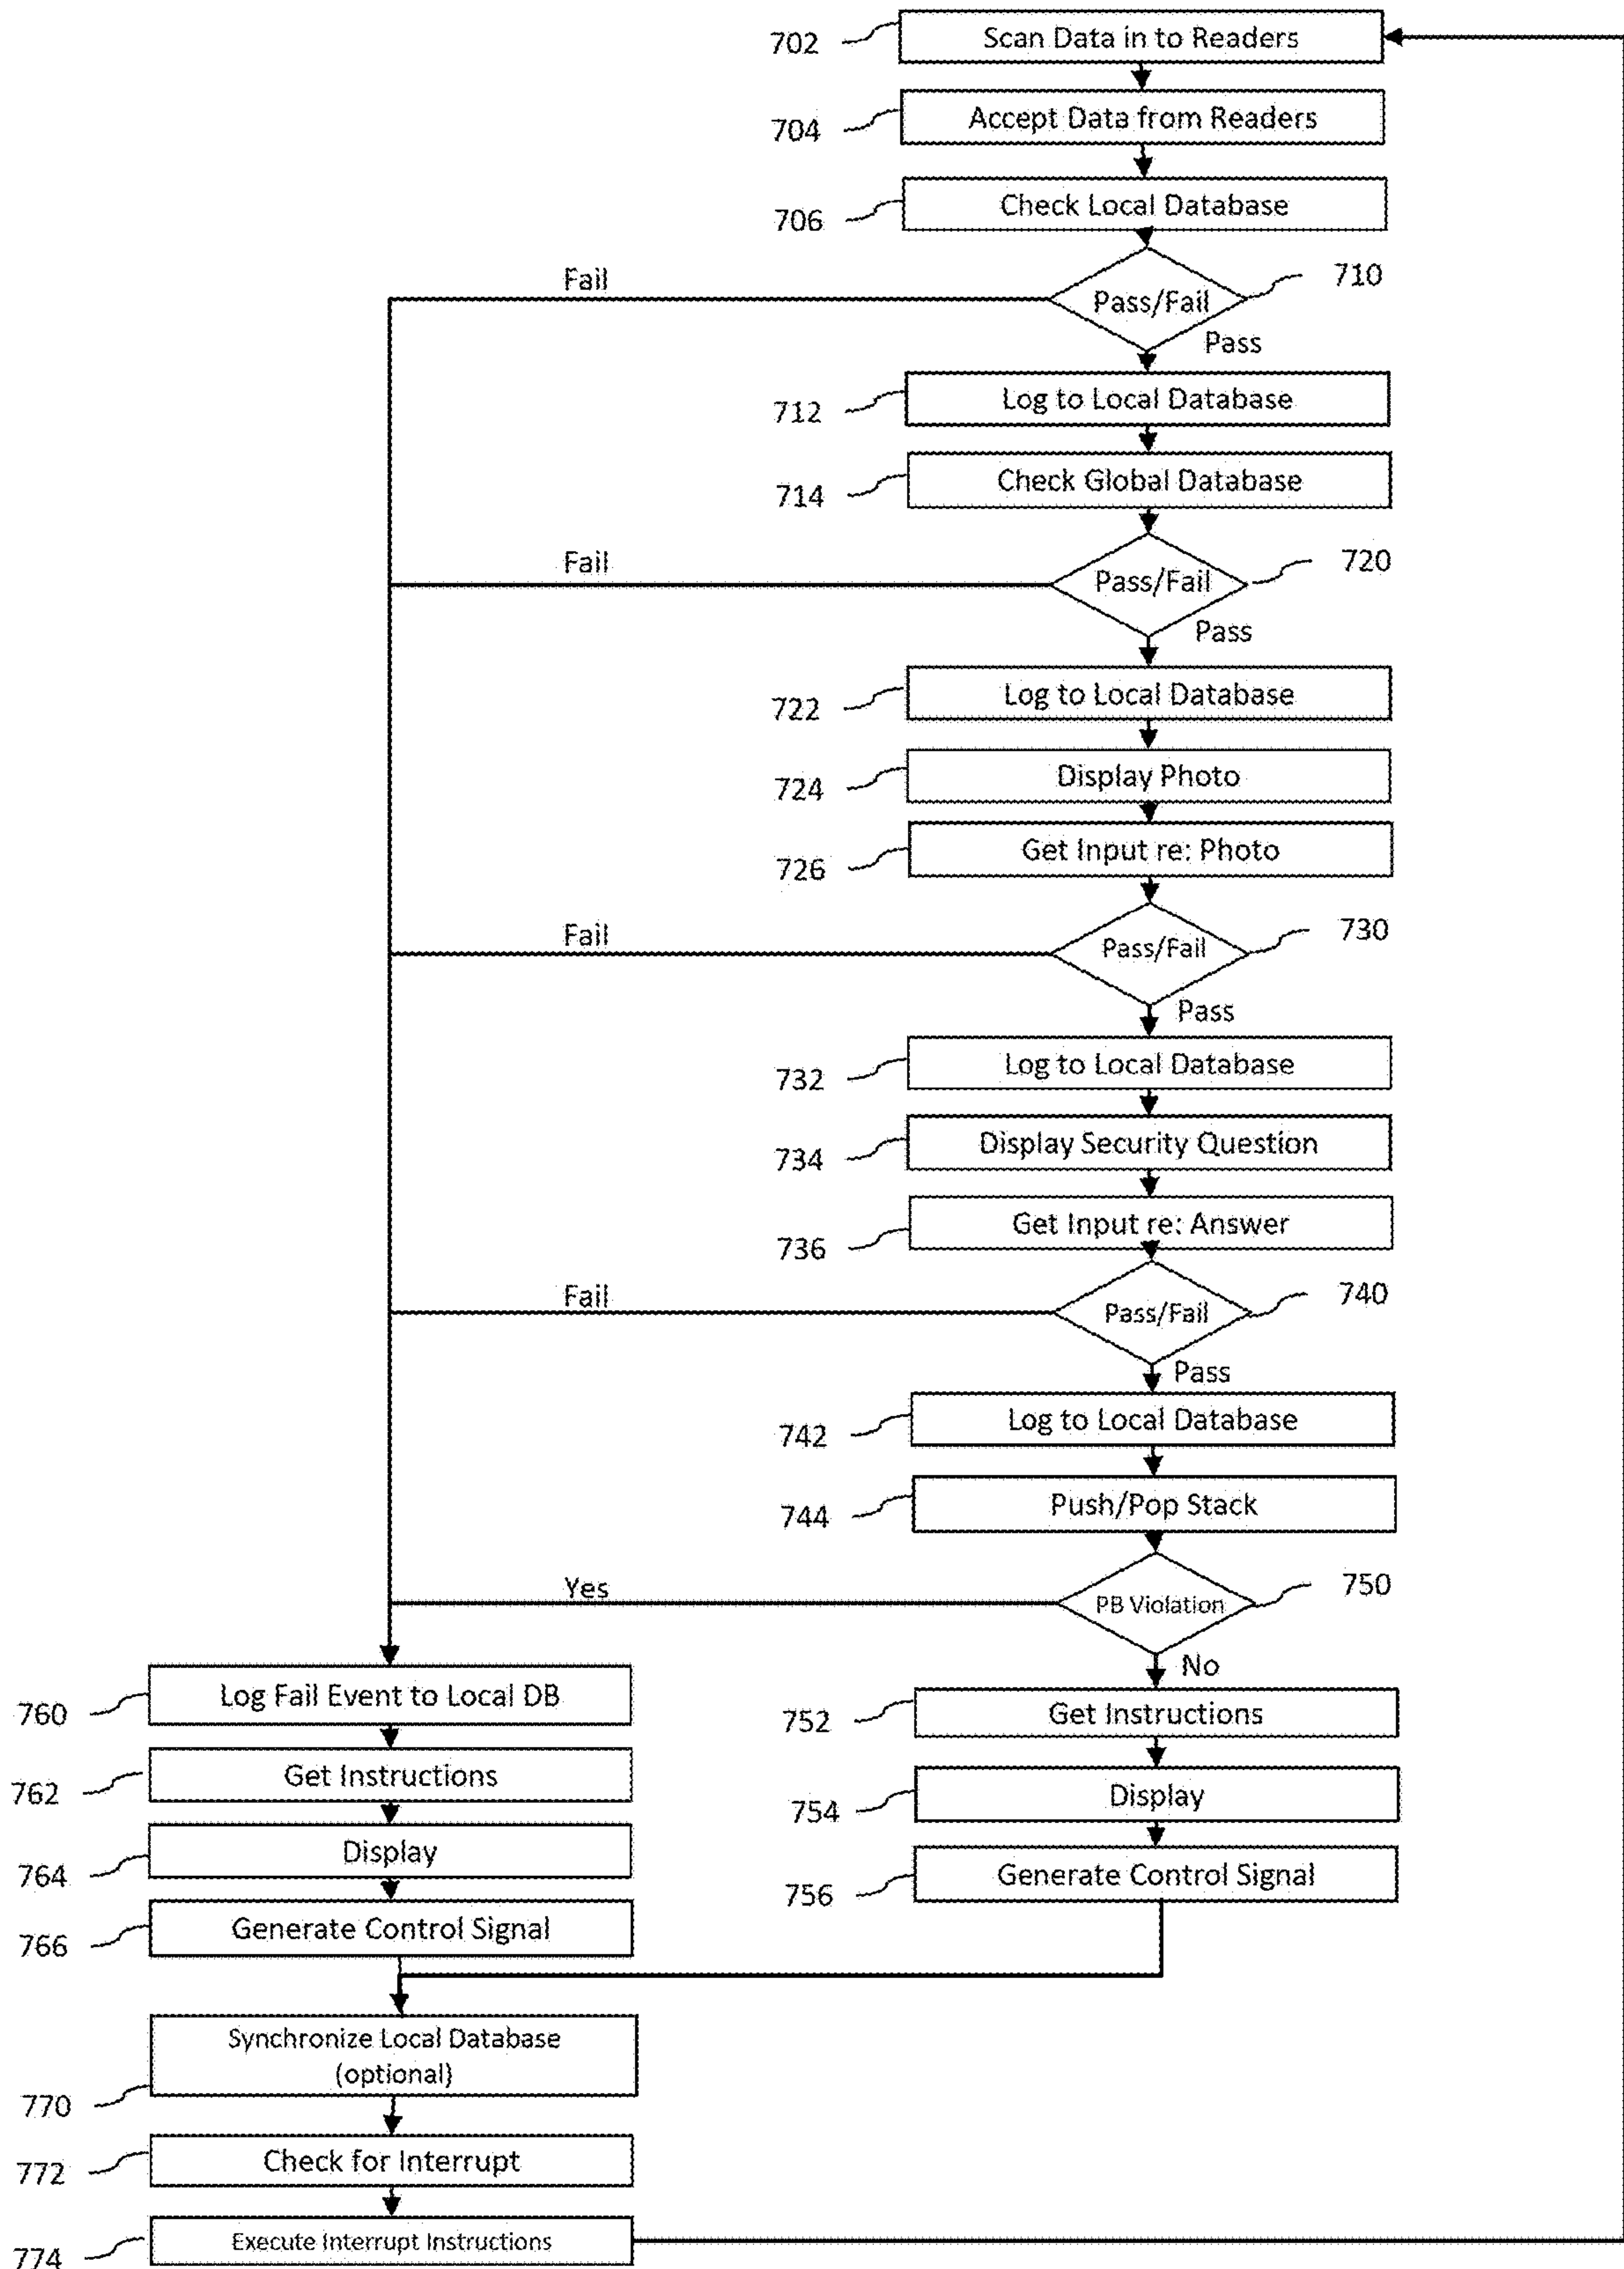 702
Scan Data in to Readers
704
Accept Data from Readers
706
Check Local Database
Fail
710
Pass/Fail
Pass
712
Log to Local Database
714
Check Global Database
Fail
720
Pass/Fail
Pass
722
Log to Local Database
724
Display Photo
726
Get Input re: Photo
Fail
730
Pass/Fail
Pass
732
Log to Local Database
734
Display Security Question
736
Get Input re: Answer
Fail
740
Pass/Fail
Pass
742
Log to Local Database
744
Push/Pop Stack
Yes
750
PB Violation
No
752
Get Instructions
754
Display
756
Generate Control Signal
760
Log Fail Event to Local DB
762
Get Instructions
764
Display
766
Generate Control Signal
770
Synchronize Local Database
(optional)
772
Check for Interrupt
774
Execute Interrupt Instructions